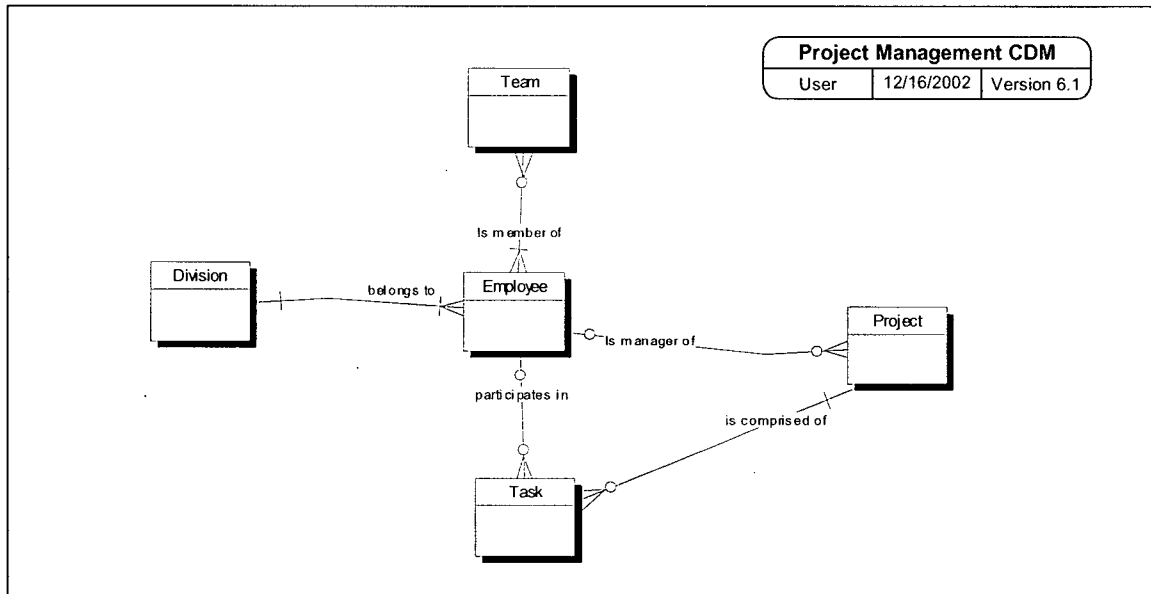 Project Management CDM
User 12/16/2002 Version 6.1
Team
Is member of
Division
belongs to
Employee
Is manager of
Project
participates in
is comprised of
Task